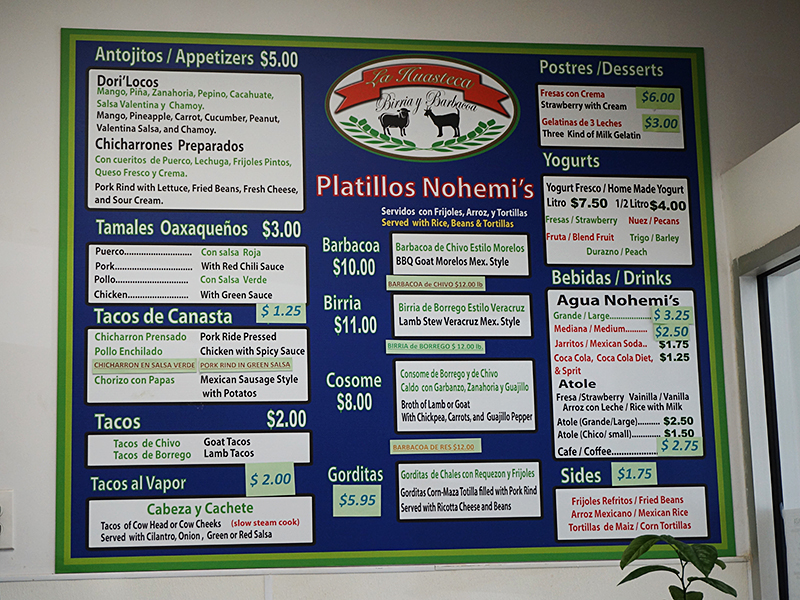 Antojitos / Appetizers $5.00
Dori'Locos
Mango, Piña, Zanahoria, Pepino, Cacahuate,
Salsa Valentina y Chamoy.
Mango, Pineapple, Carrot, Cucumber, Peanut,
Valentina Salsa, and Chamoy.
Chicharrones Preparados
Con cueritos de Puerco, Lechuga, Frijoles Pintos,
Queso Fresco y Crema.
Pork Rind with Lettuce, Fried Beans, Fresh Cheese,
and Sour Cream.
Tamales Oaxaqueños $3.00
Puerco........................ Con salsa Roja
Pork........................... With Red Chili Sauce
Pollo........................... Con Salsa Verde
Chicken...................... With Green Sauce
Tacos de Canasta $1.25
Chicharron Prensado Pork Ride Pressed
Pollo Enchilado Chicken with Spicy Sauce
CHICHARRON EN SALSA VERDE PORK RIND IN GREEN SALSA
Chorizo con Papas Mexican Sausage Style
with Potatos
Tacos $2.00
Tacos de Chivo Goat Tacos
Tacos de Borrego Lamb Tacos
Tacos al Vapor $2.00
Cabeza y Cachete
Tacos of Cow Head or Cow Cheeks (slow steam cook)
Served with Cilantro, Onion, Green or Red Salsa
La Huasteca
Birria y Barbacoa
Platillos Nohemi's
Servidos con Frijoles, Arroz, y Tortillas
Served with Rice, Beans & Tortillas
Barbacoa
$10.00
Barbacoa de Chivo Estilo Morelos
BBQ Goat Morelos Mex. Style
BARBACOA de CHIVO $12.00 lb
Birria
$11.00
Birria de Borrego Estilo Veracruz
Lamb Stew Veracruz Mex. Style
BIRRIA de BORREGO $ 12.00 lb.
Cosome
$8.00
Consome de Borrego y de Chivo
Caldo con Garbanzo, Zanahoria y Guajillo
Broth of Lamb or Goat
With Chickpea, Carrots, and Guajillo Pepper
BARBACOA DE RES $12.00
Gorditas
$5.95
Gorditas de Chales con Requezon y Frijoles
Gorditas Corn-Maza Totilla filled with Pork Rind
Served with Ricotta Cheese and Beans
Postres /Desserts
Fresas con Crema $6.00
Strawberry with Cream
Gelatinas de 3 Leches $3.00
Three Kind of Milk Gelatin
Yogurts
Yogurt Fresco / Home Made Yogurt
Litro $7.50 1/2 Litro $4.00
Fresas / Strawberry Nuez / Pecans
Fruta / Blend Fruit Trigo / Barley
Durazno / Peach
Bebidas / Drinks
Agua Nohemi's
Grande / Large.................. $3.25
Mediana / Medium......... $2.50
Jarritos / Mexican Soda.. $1.75
Coca Cola, Coca Cola Diet, $1.25
& Sprit
Atole
Fresa /Strawberry Vainilla / Vanilla
Arroz con Leche / Rice with Milk
Atole (Grande/Large).......... $2.50
Atole (Chico/ small)............ $1.50
Cafe / Coffee..................... $2.75
Sides $1.75
Frijoles Refritos / Fried Beans
Arroz Mexicano / Mexican Rice
Tortillas de Maiz / Corn Tortillas